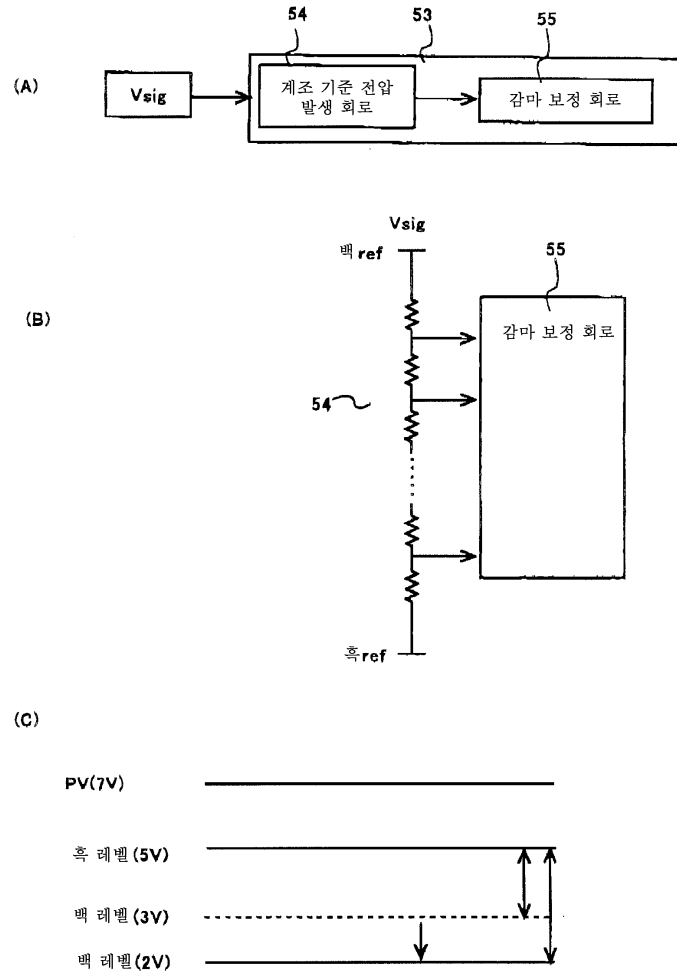 54
53
55
(A)
Vsig
계조 기준 전압
발생 회로
감마 보정 회로
Vsig
백ref
55
(B)
감마 보정 회로
54
흑ref
(C)
PV(7V)
흑 레벨(5V)
백 레벨(3V)
백 레벨(2V)